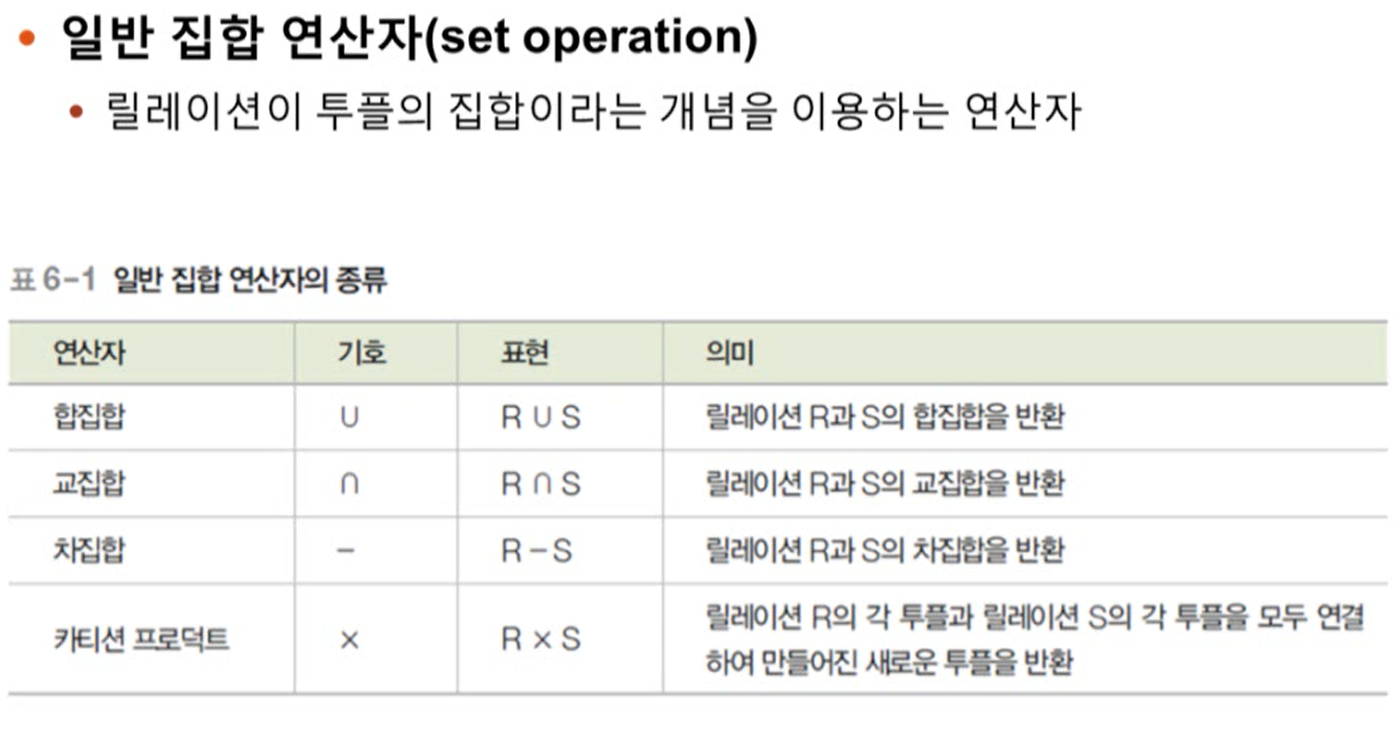 • 일반 집합 연산자(set operation)
• 릴레이션이 투플의 집합이라는 개념을 이용하는 연산자
표 6-1 일반 집합 연산자의 종류
연산자 기호 표현 의미
합집합 ∪ R ∪ S 릴레이션 R과 S의 합집합을 반환
교집합 ∩ R ∩ S 릴레이션 R과 S의 교집합을 반환
차집합 - R - S 릴레이션 R과 S의 차집합을 반환
카티션 프로덕트 × R × S 릴레이션 R의 각 투플과 릴레이션 S의 각 투플을 모두 연결
하여 만들어진 새로운 투플을 반환